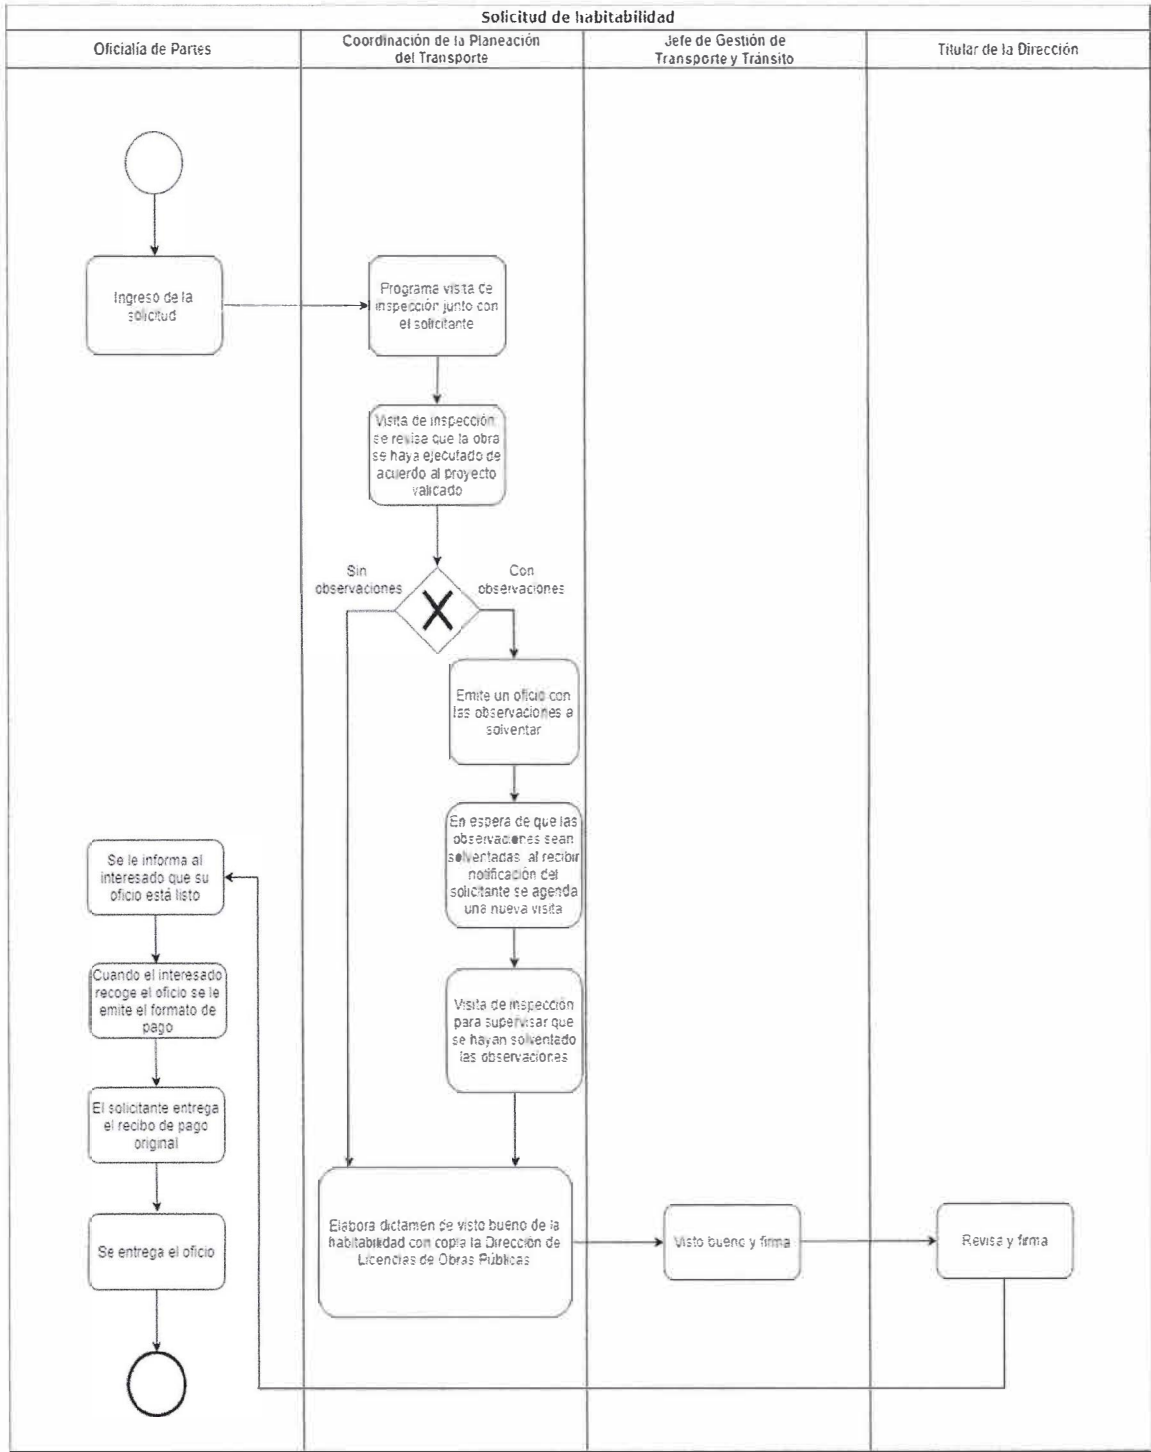 Solicitud de habitabilidad
Oficialía de Partes
Coordinación de la Planeación
del Transporte
Jefe de Gestión de
Transporte y Tránsito
Titular de la Dirección
Ingreso de la
solicitud
Programa visita de
inspección junto con
el solicitante
Visita de inspección,
se revisa que la obra
se haya ejecutado de
acuerdo al proyecto
validado
Sin
observaciones
Con
observaciones
Emite un oficio con
las observaciones a
solventar
En espera de que las
observaciones sean
solventadas, al recibir
notificación del
solicitante se agenda
una nueva visita
Visita de inspección
para supervisar que
se hayan solventado
las observaciones
Elabora dictamen de visto bueno de la
habitabilidad con copia la Dirección de
Licencias de Obras Públicas
Visto bueno y firma
Revisa y firma
Se le informa al
interesado que su
oficio está listo
Cuando el interesado
recoge el oficio se le
emite el formato de
pago
El solicitante entrega
el recibo de pago
original
Se entrega el oficio